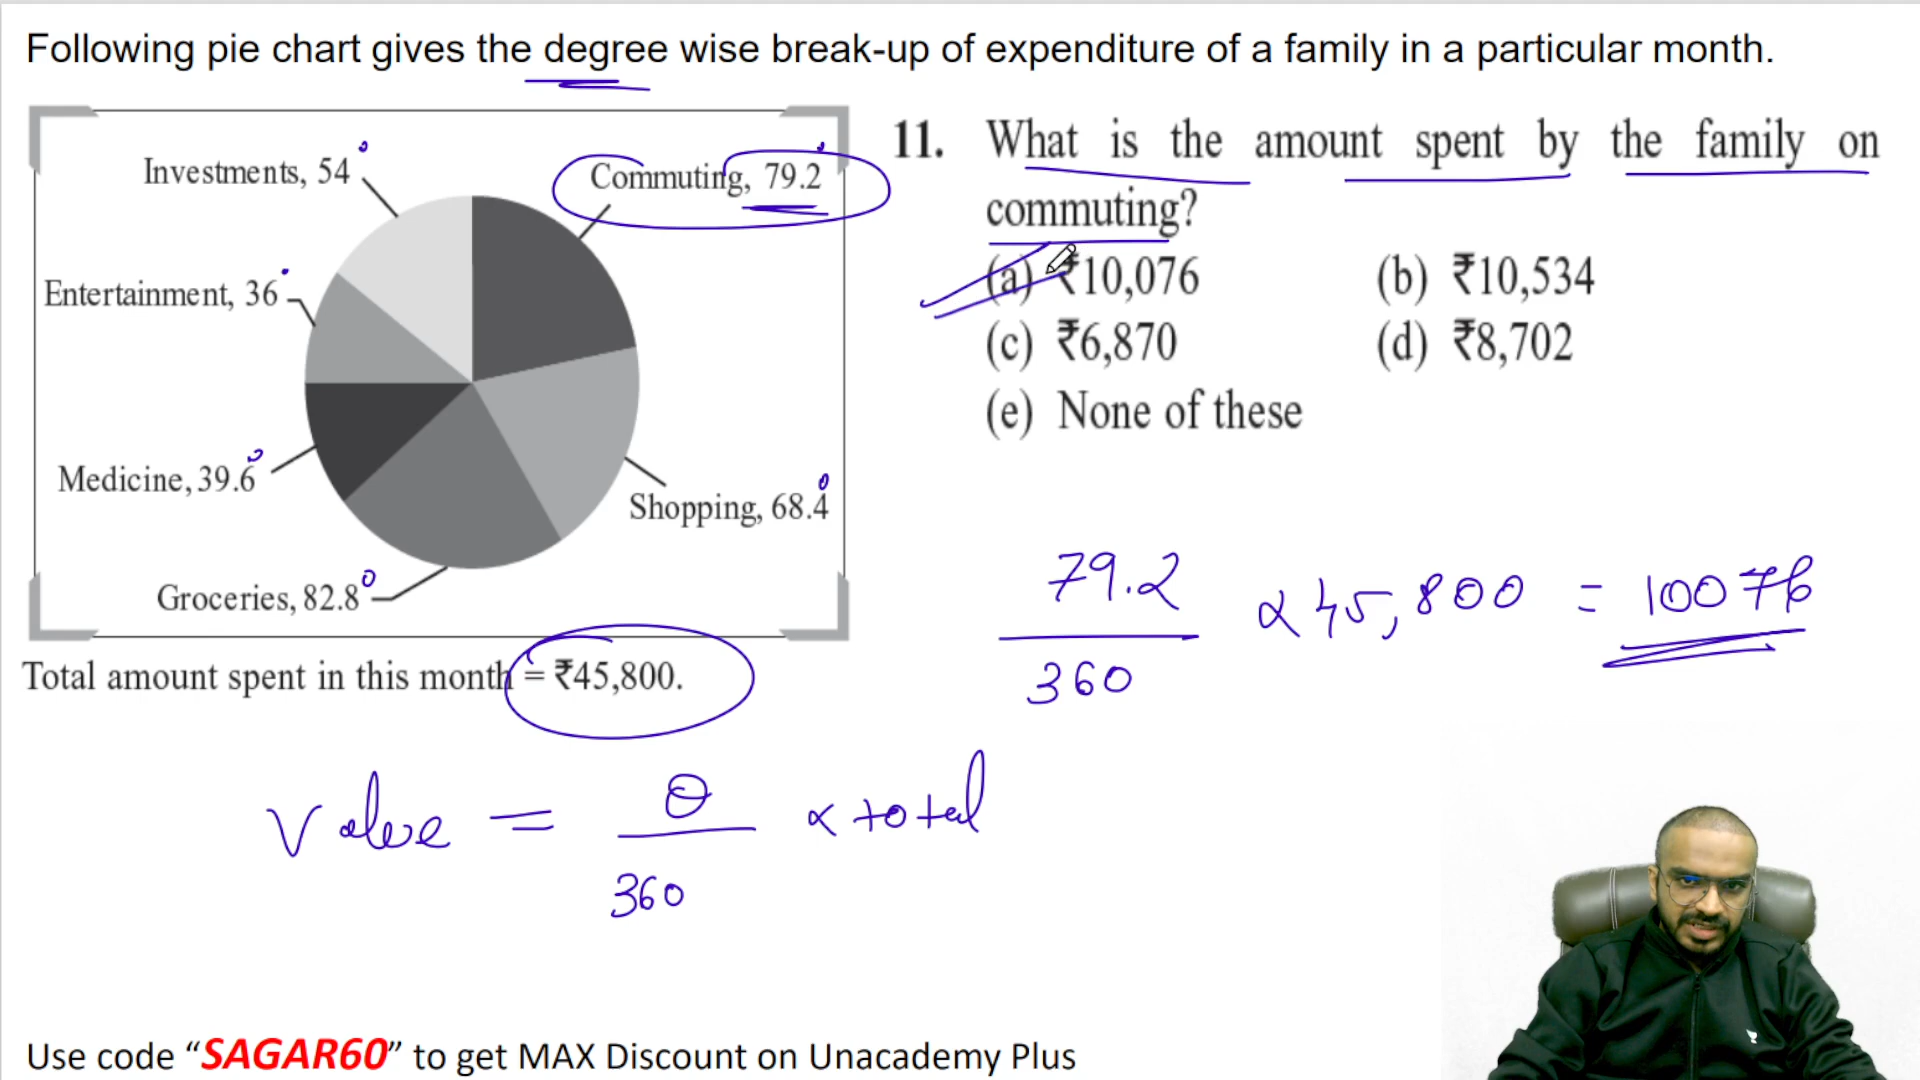 Following pie chart gives the degree wise break-up of expenditure of a family in a particular month.
Investments, 54°
Commuting, 79.2°
Entertainment, 36°
Medicine, 39.6°
Shopping, 68.4°
Groceries, 82.8°
Total amount spent in this month = ₹45,800.
11. What is the amount spent by the family on
commuting?
(a) ₹10,076 (b) ₹10,534
(c) ₹6,870 (d) ₹8,702
(e) None of these
79.2
360
× 45,800 = 10076
Value = θ × total
360
Use code “SAGAR60” to get MAX Discount on Unacademy Plus